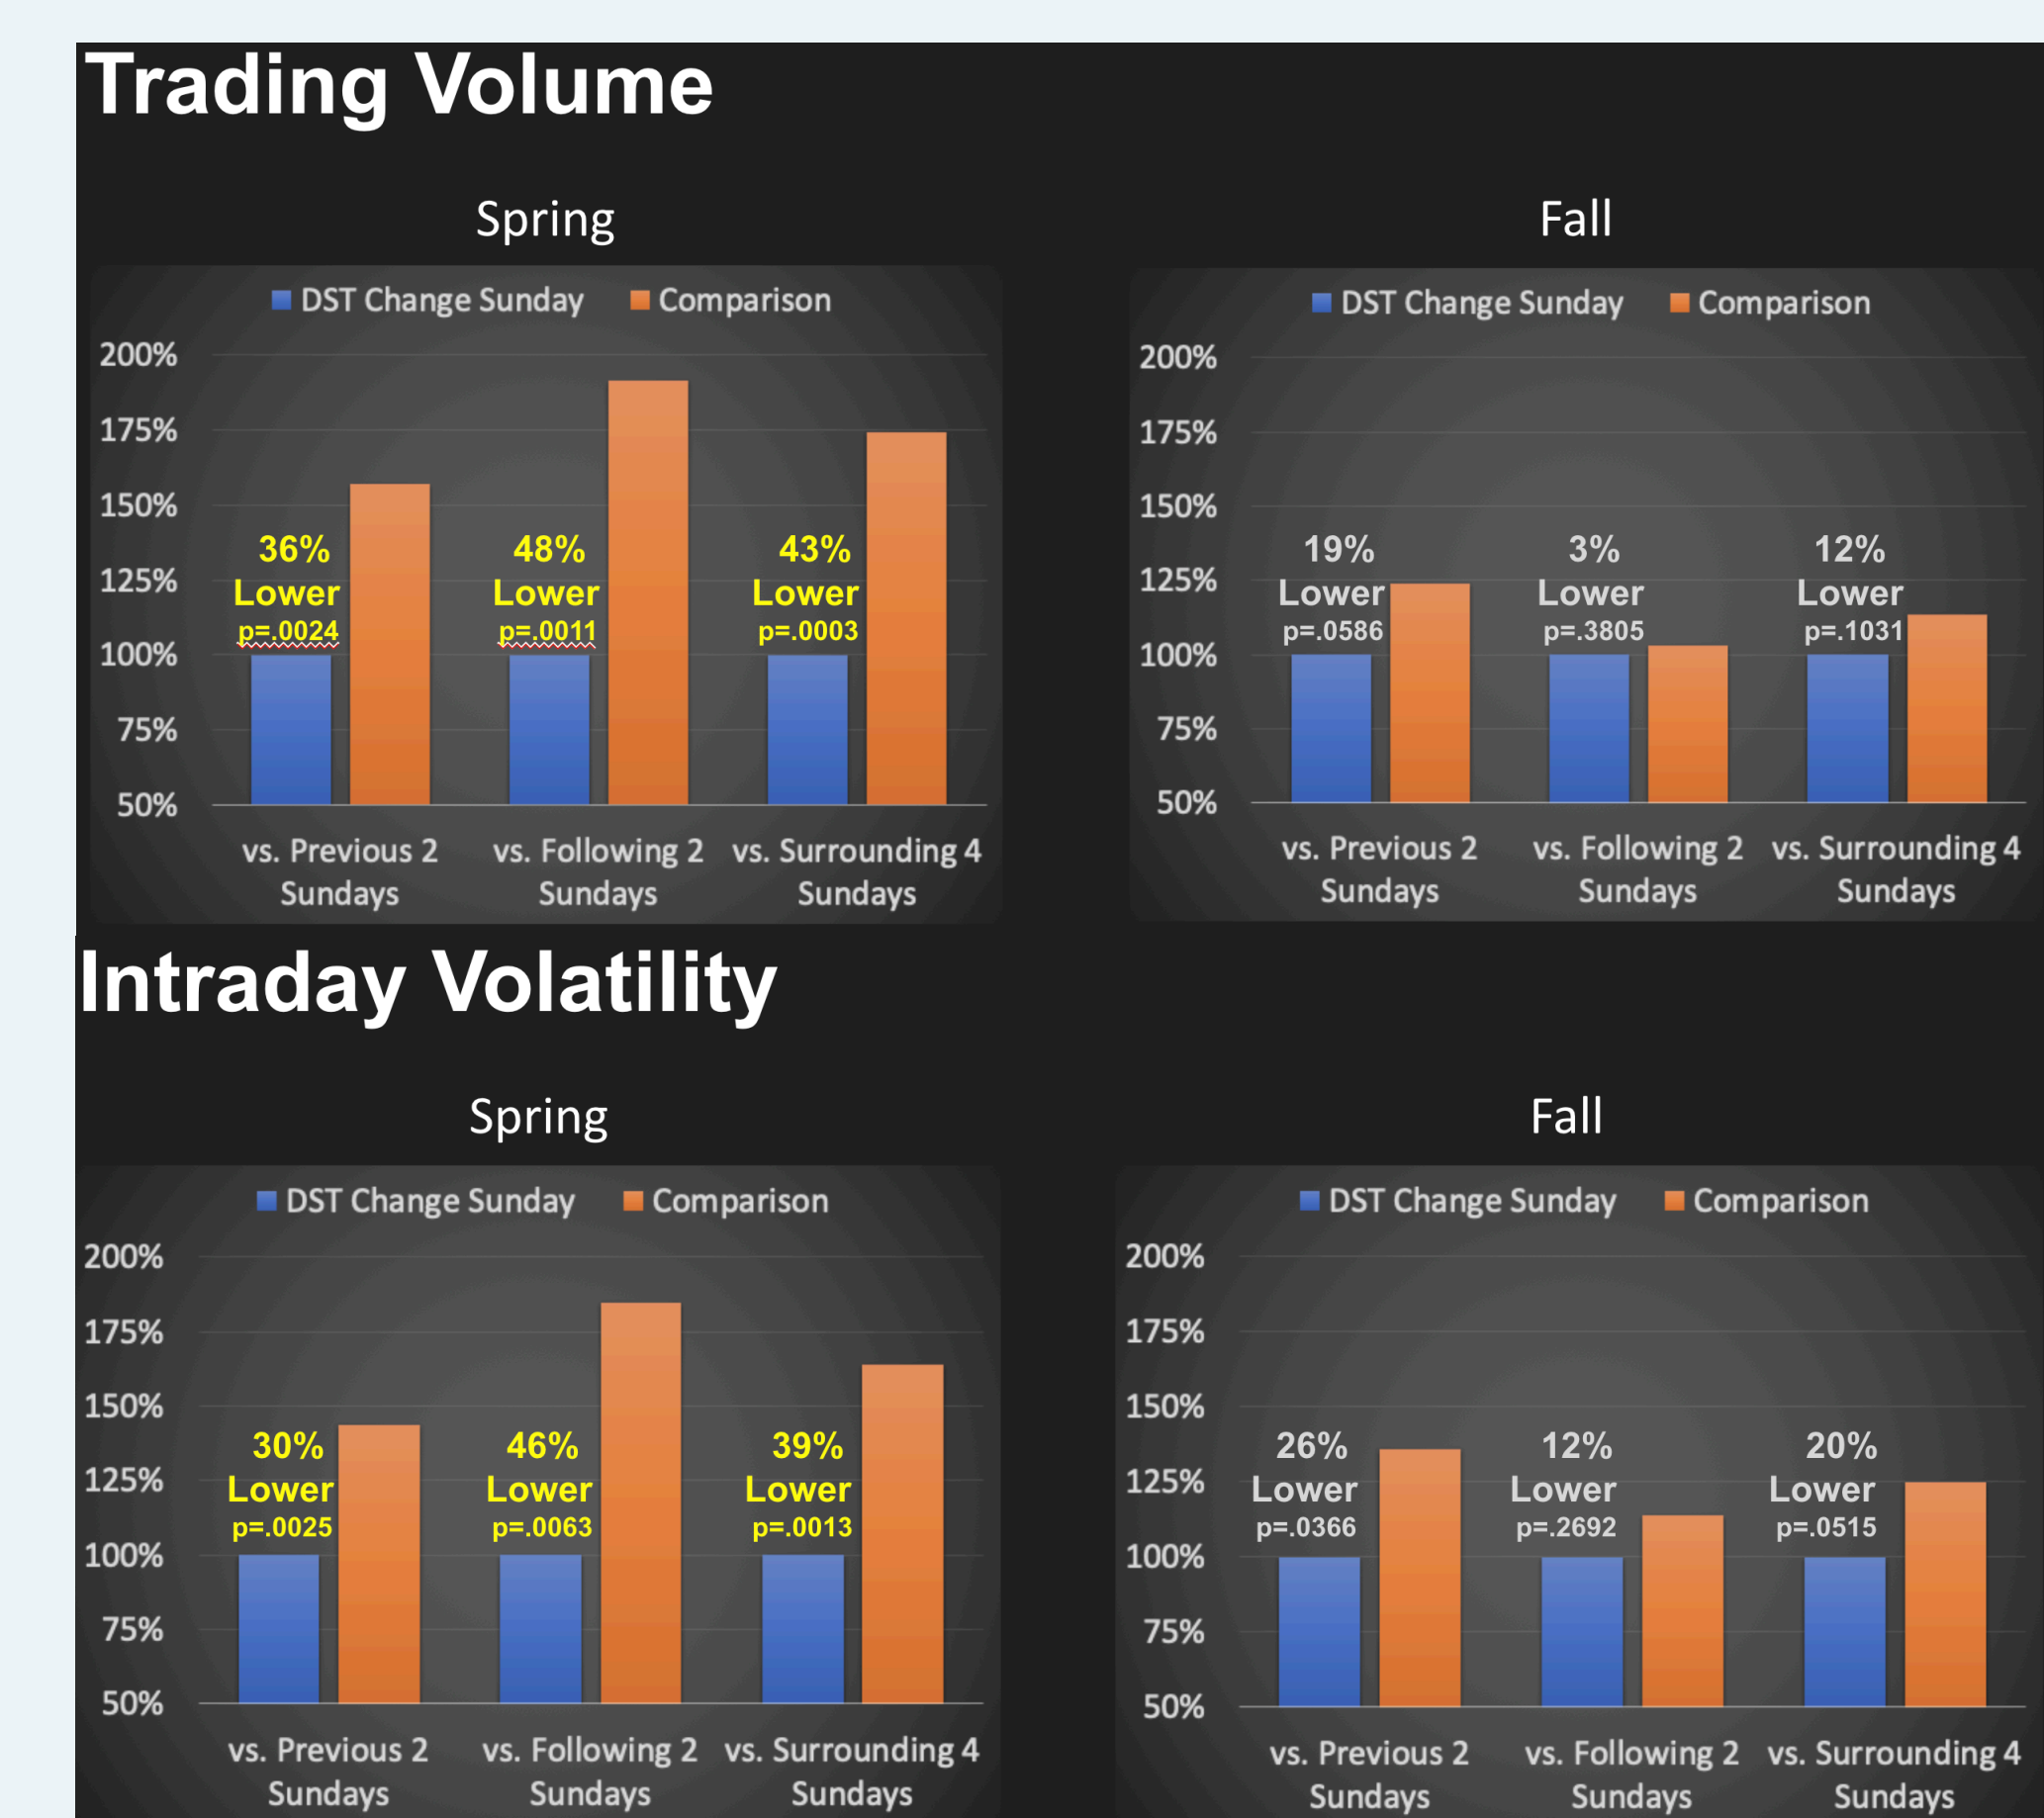 Trading Volume
Spring
DST Change Sunday Comparison
200%
175%
150%
125%
100%
75%
50%
36%
Lower
p=.0024
48%
Lower
p=.0011
43%
Lower
p=.0003
vs. Previous 2
Sundays
vs. Following 2
Sundays
vs. Surrounding 4
Sundays
Fall
DST Change Sunday Comparison
200%
175%
150%
125%
100%
75%
50%
19%
Lower
p=.0586
3%
Lower
p=.3805
12%
Lower
p=.1031
vs. Previous 2
Sundays
vs. Following 2
Sundays
vs. Surrounding 4
Sundays
Intraday Volatility
Spring
DST Change Sunday Comparison
200%
175%
150%
125%
100%
75%
50%
30%
Lower
p=.0025
46%
Lower
p=.0063
39%
Lower
p=.0013
vs. Previous 2
Sundays
vs. Following 2
Sundays
vs. Surrounding 4
Sundays
Fall
DST Change Sunday Comparison
200%
175%
150%
125%
100%
75%
50%
26%
Lower
p=.0366
12%
Lower
p=.2692
20%
Lower
p=.0515
vs. Previous 2
Sundays
vs. Following 2
Sundays
vs. Surrounding 4
Sundays